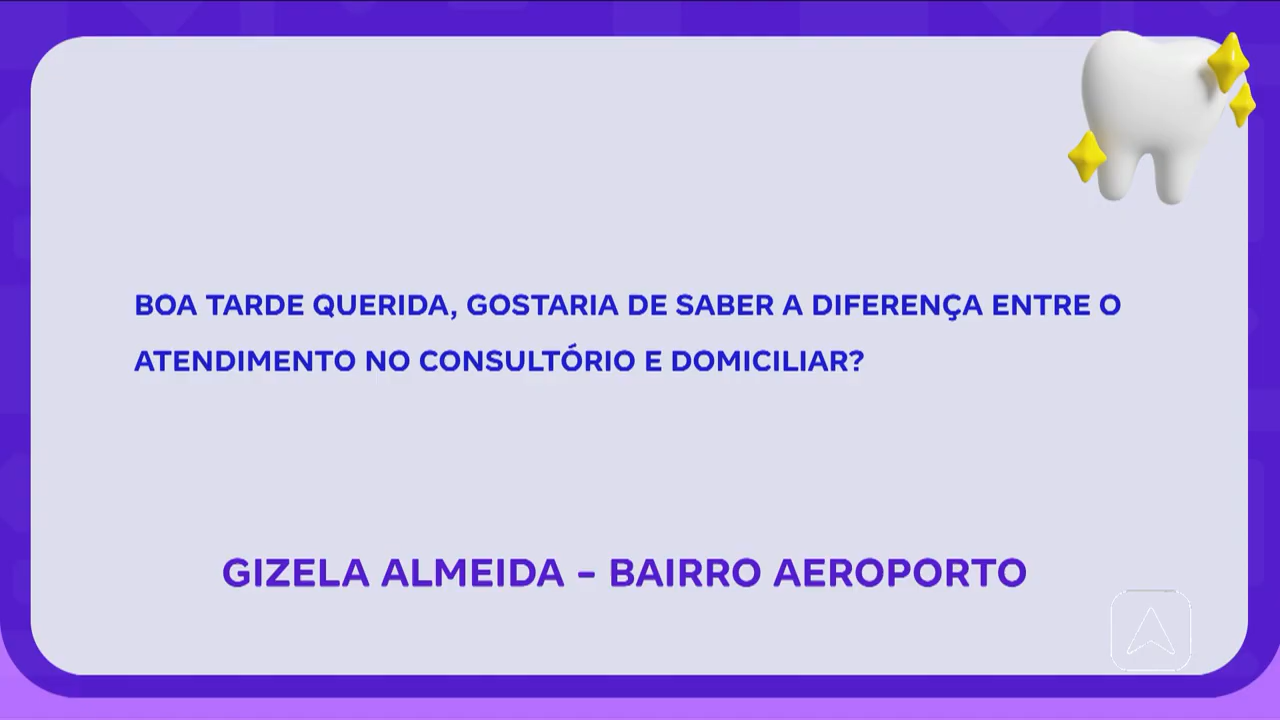 BOA TARDE QUERIDA, GOSTARIA DE SABER A DIFERENÇA ENTRE O
ATENDIMENTO NO CONSULTÓRIO E DOMICILIAR?
GIZELA ALMEIDA – BAIRRO AEROPORTO